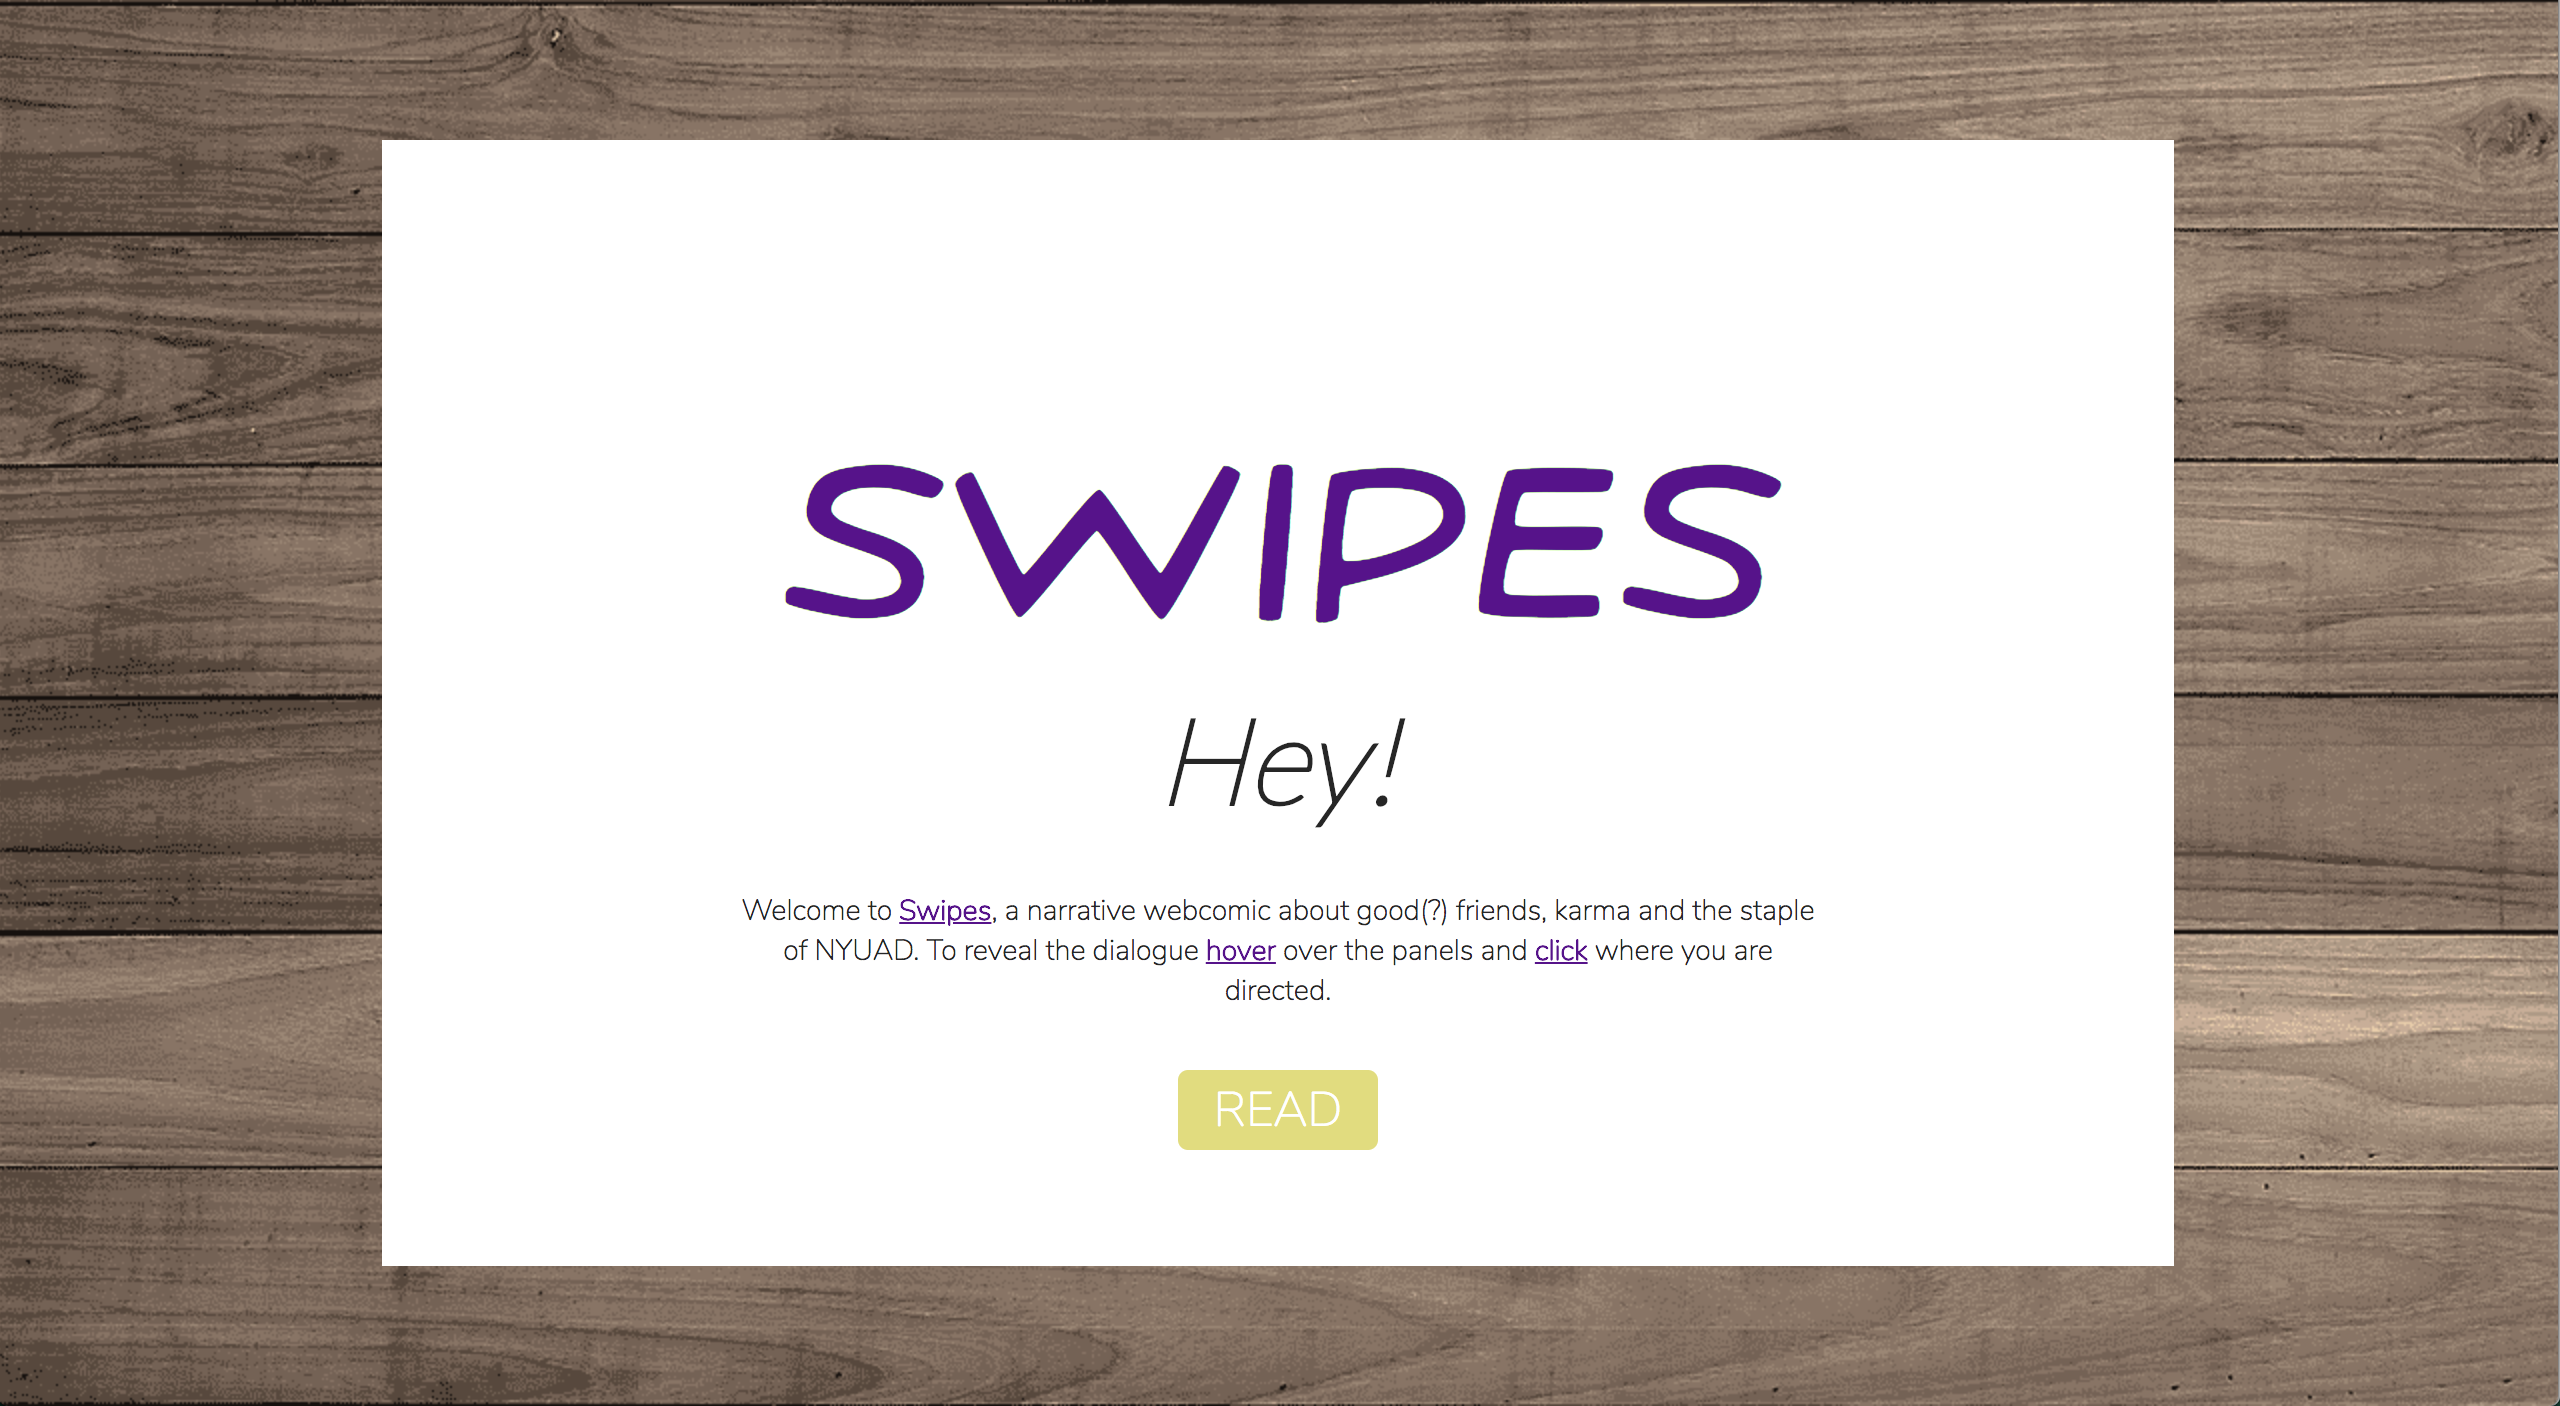 SWIPES
Hey!
Welcome to Swipes, a narrative webcomic about good(?) friends, karma and the staple
of NYUAD. To reveal the dialogue hover over the panels and click where you are
directed.
READ